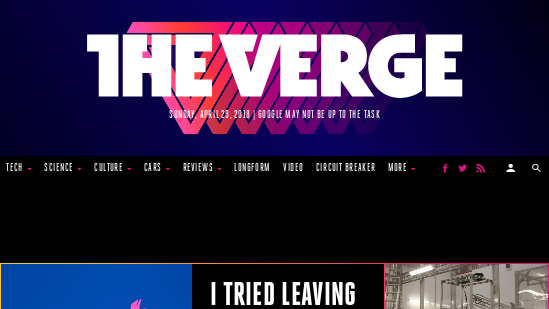 THE VERGE
SUNDAY, APRIL 29, 2018 | GOOGLE MAY NOT BE UP TO THE TASK
TECH SCIENCE CULTURE CARS REVIEWS LONGFORM VIDEO CIRCUIT BREAKER MORE
I TRIED LEAVING